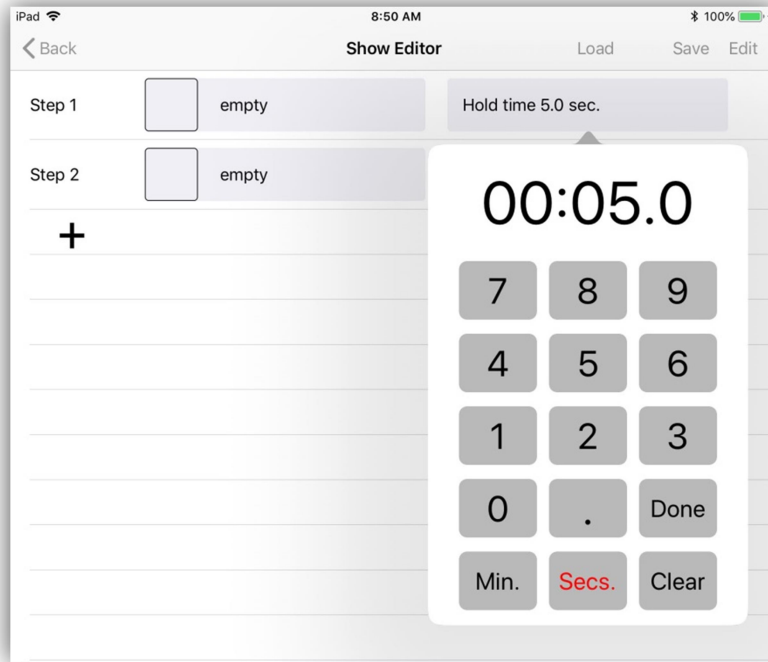 iPad 8:50 AM 100%
Back Show Editor Load Save Edit
Step 1 empty Hold time 5.0 sec.
Step 2 empty
+
00:05.0
7 8 9
4 5 6
1 2 3
0 . Done
Min. Secs. Clear